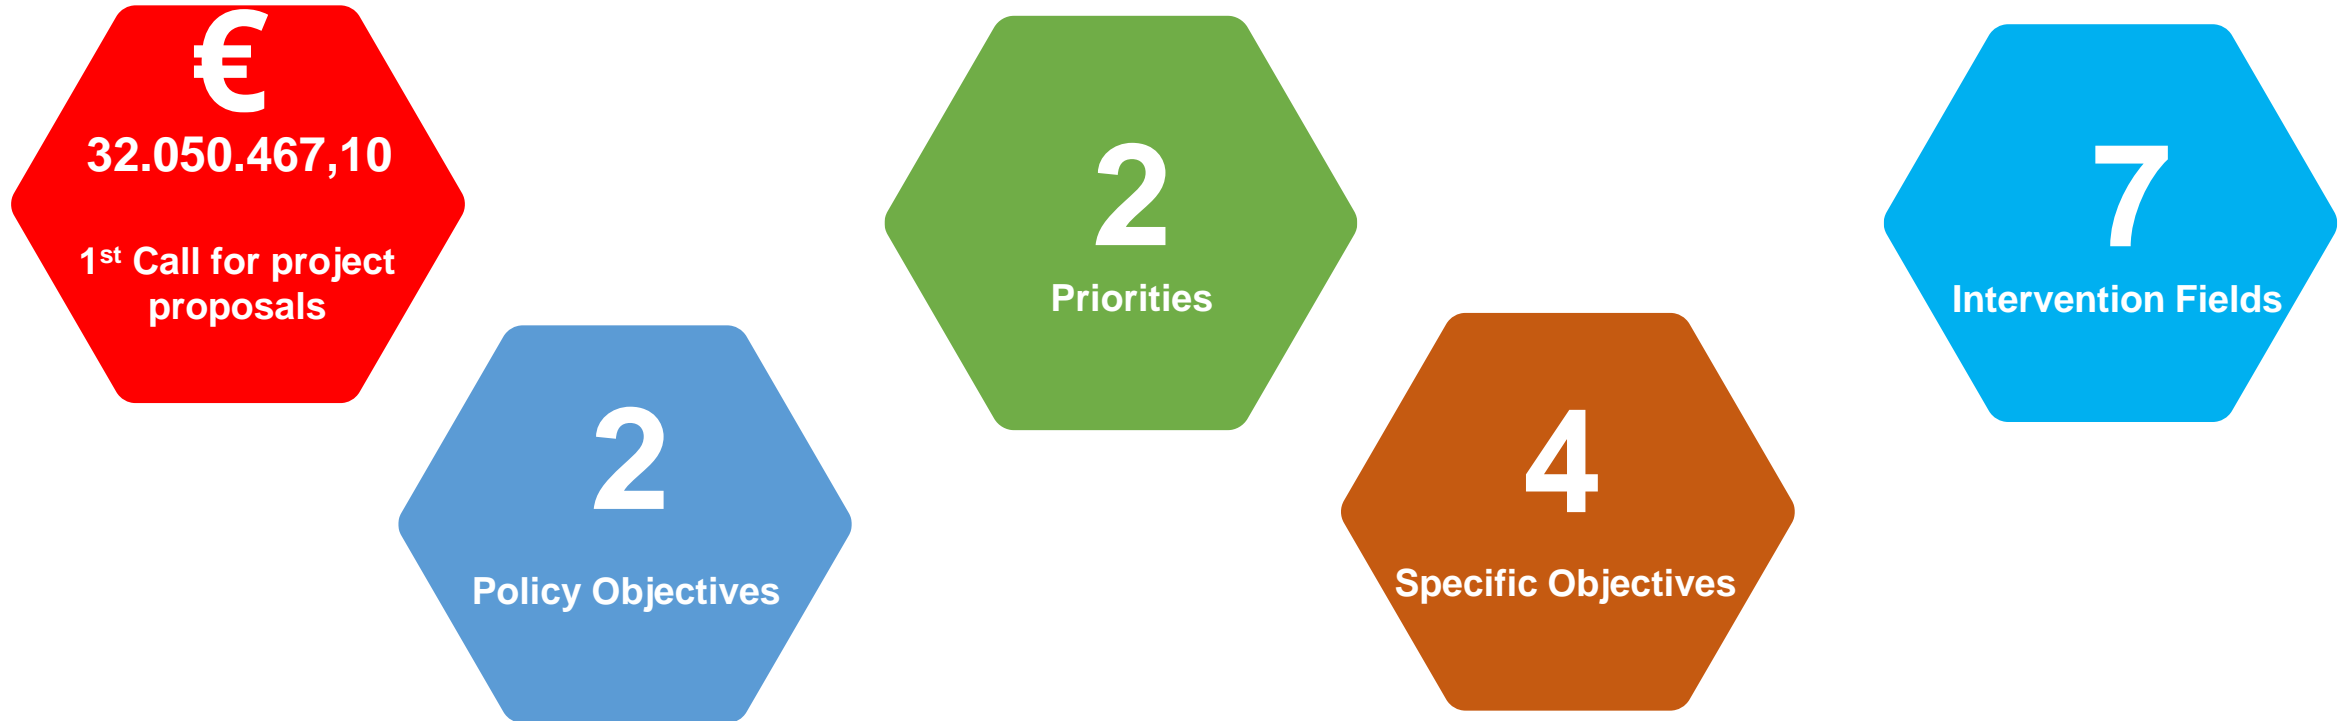 €
32.050.467,10
1st Call for project
proposals
2
Policy Objectives
2
Priorities
4
Specific Objectives
7
Intervention Fields